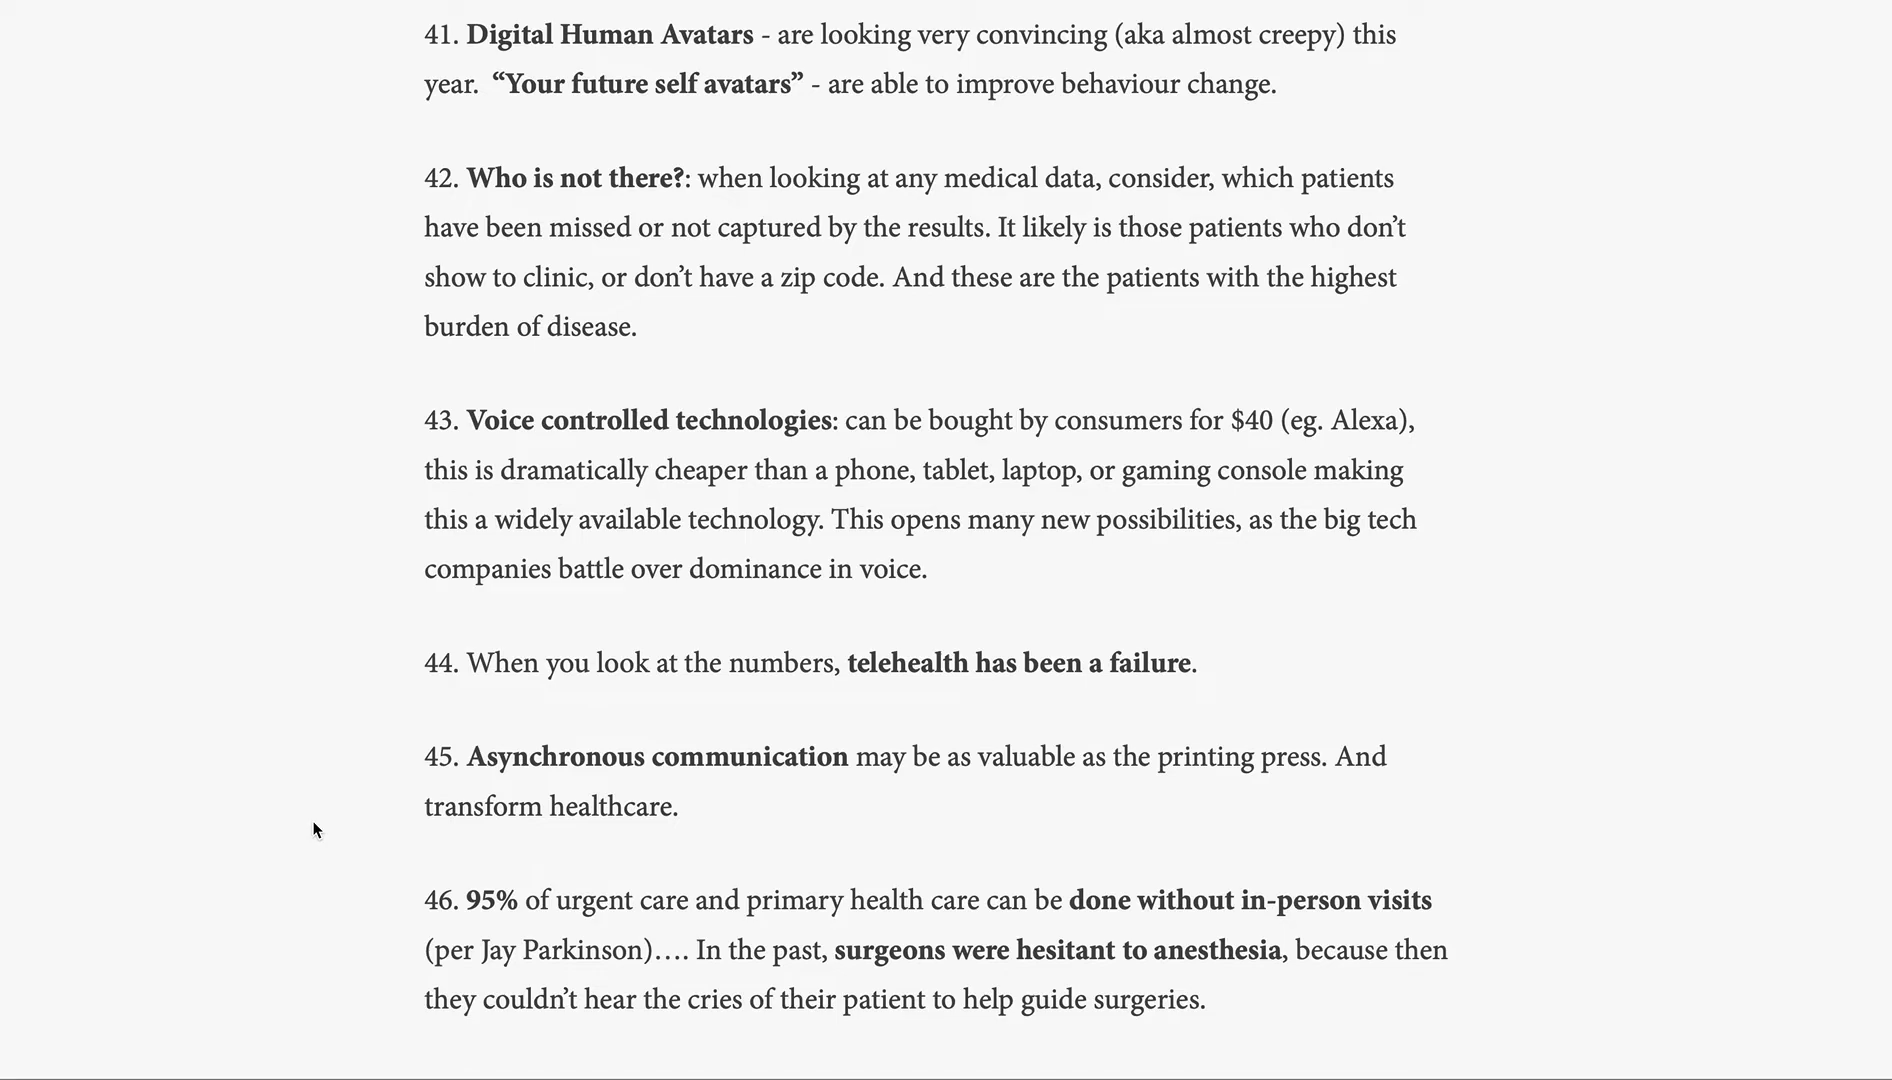 41. Digital Human Avatars - are looking very convincing (aka almost creepy) this
year.  “Your future self avatars” - are able to improve behaviour change.
42. Who is not there?: when looking at any medical data, consider, which patients
have been missed or not captured by the results. It likely is those patients who don’t
show to clinic, or don’t have a zip code. And these are the patients with the highest
burden of disease.
43. Voice controlled technologies: can be bought by consumers for $40 (eg. Alexa),
this is dramatically cheaper than a phone, tablet, laptop, or gaming console making
this a widely available technology. This opens many new possibilities, as the big tech
companies battle over dominance in voice.
44. When you look at the numbers, telehealth has been a failure.
45. Asynchronous communication may be as valuable as the printing press. And
transform healthcare.
46. 95% of urgent care and primary health care can be done without in-person visits
(per Jay Parkinson)…. In the past, surgeons were hesitant to anesthesia, because then
they couldn’t hear the cries of their patient to help guide surgeries.